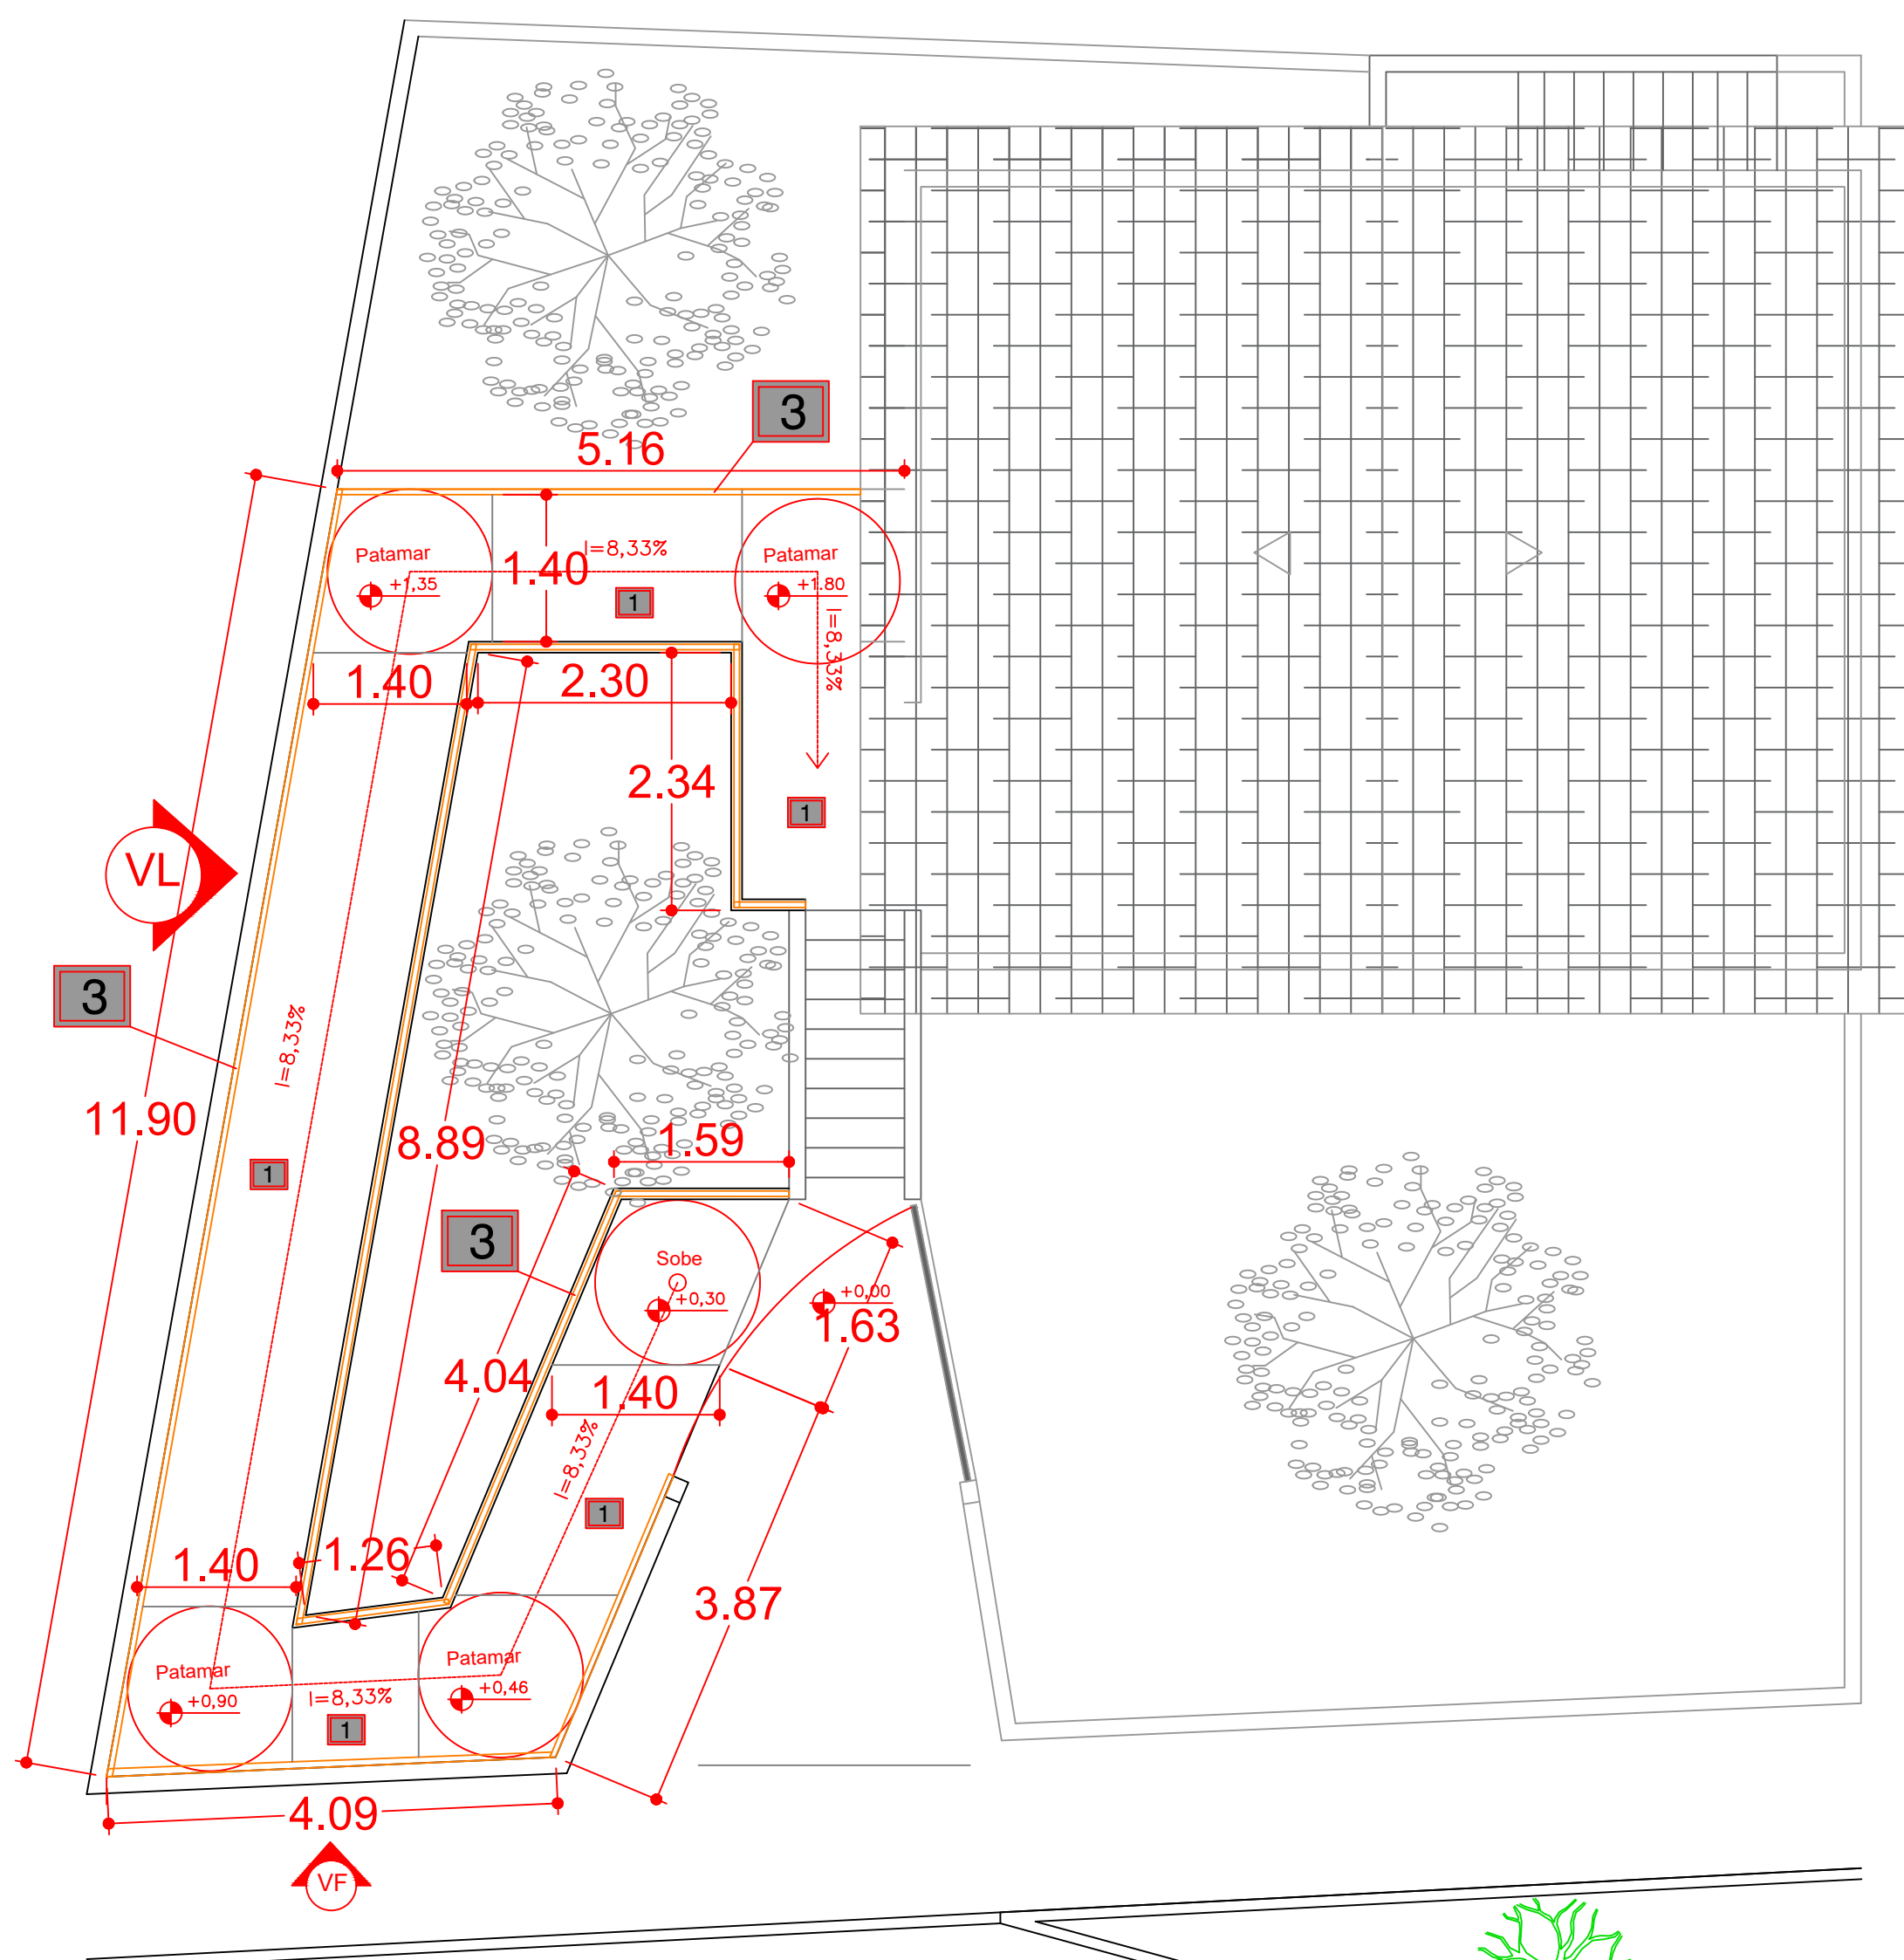 3
5.16
Patamar
+1,35
1.40
I=8,33%
1
Patamar
+1.80
I=8,33%
1.40
2.30
2.34
1
VL
3
I=8,33%
11.90
8.89
1.59
1
3
Sobe
+0,30
+0,00
1.63
4.04
1.40
I=8,33%
1
1.40
1.26
3.87
Patamar
+0,90
Patamar
+0,46
I=8,33%
1
4.09
VF